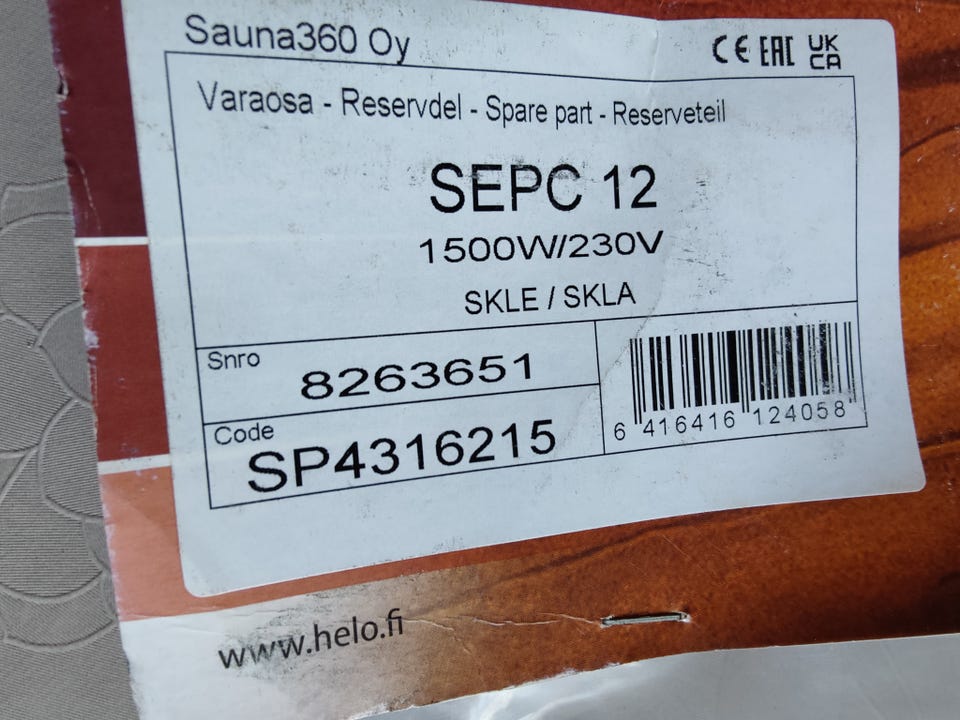 Sauna360 Oy
CE EAC UK CA
Varaosa - Reservdel - Spare part - Reserveteil
SEPC 12
1500W/230V
SKLE / SKLA
Snro
8263651
Code
SP4316215
6 416416 124058
www.helo.fi